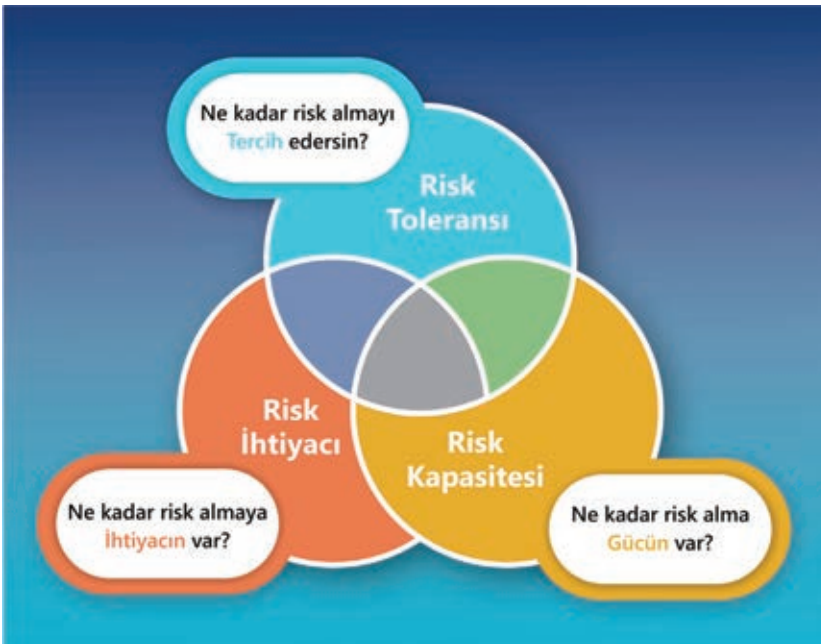 Ne kadar risk almayı
Tercih edersin?
Risk
Toleransı
Risk
İhtiyacı
Risk
Kapasitesi
Ne kadar risk almaya
İhtiyacın var?
Ne kadar risk alma
Gücün var?